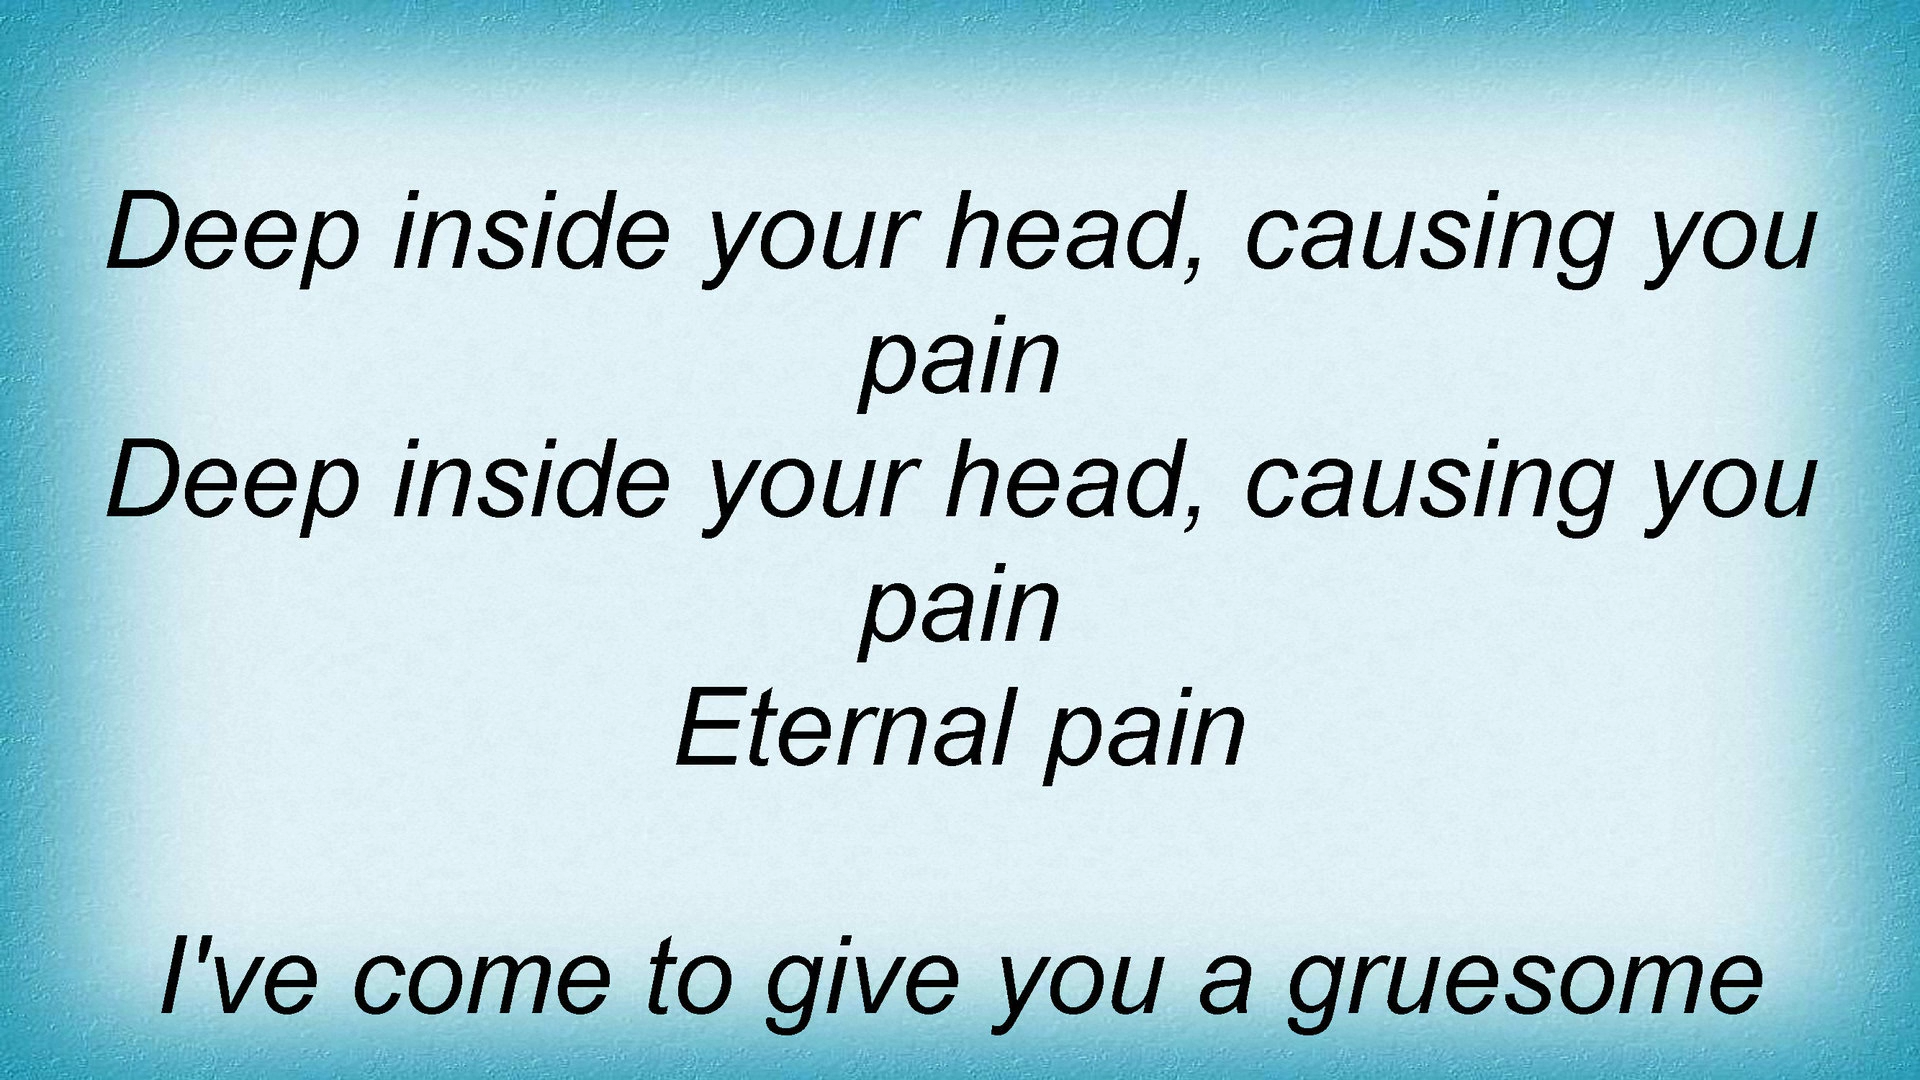 Deep inside your head, causing you
pain
Deep inside your head, causing you
pain
Eternal pain
I've come to give you a gruesome